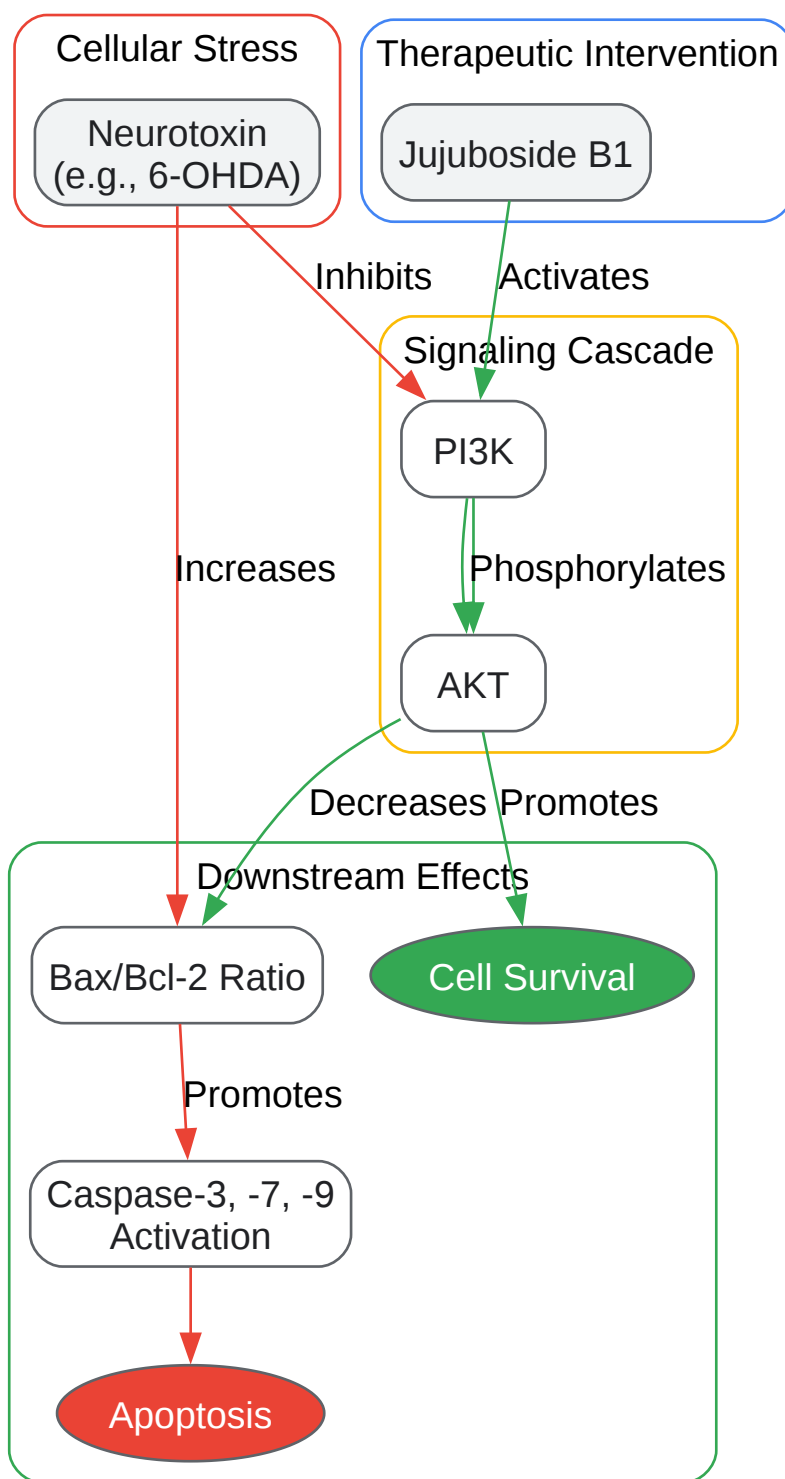 Cellular Stress
Therapeutic Intervention
Neurotoxin
(e.g., 6-OHDA)
Jujuboside B1
Inhibits
Activates
Signaling Cascade
PI3K
Increases
Phosphorylates
AKT
Decreases
Promotes
Downstream Effects
Bax/Bcl-2 Ratio
Cell Survival
Promotes
Caspase-3, -7, -9
Activation
Apoptosis